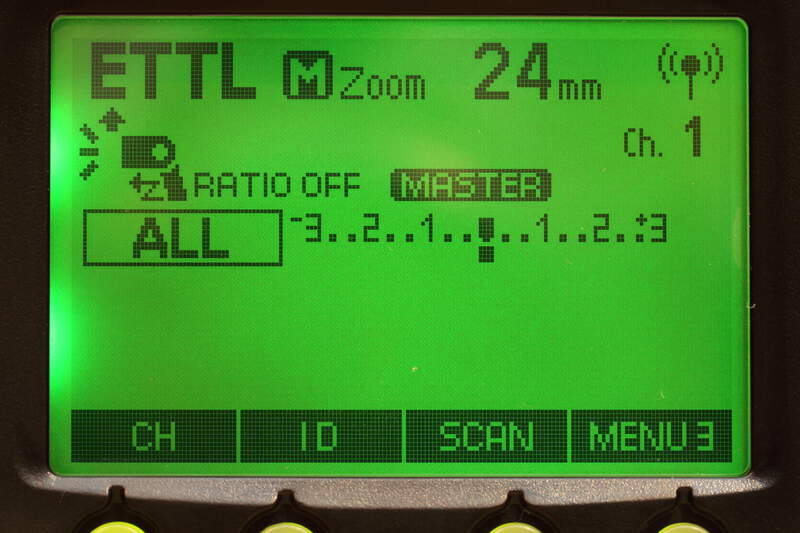 ETTL M Zoom 24mm
Ch. 1
RATIO OFF MASTER
ALL -3..2..1..0..1..2..+3
CH ID SCAN MENU 3